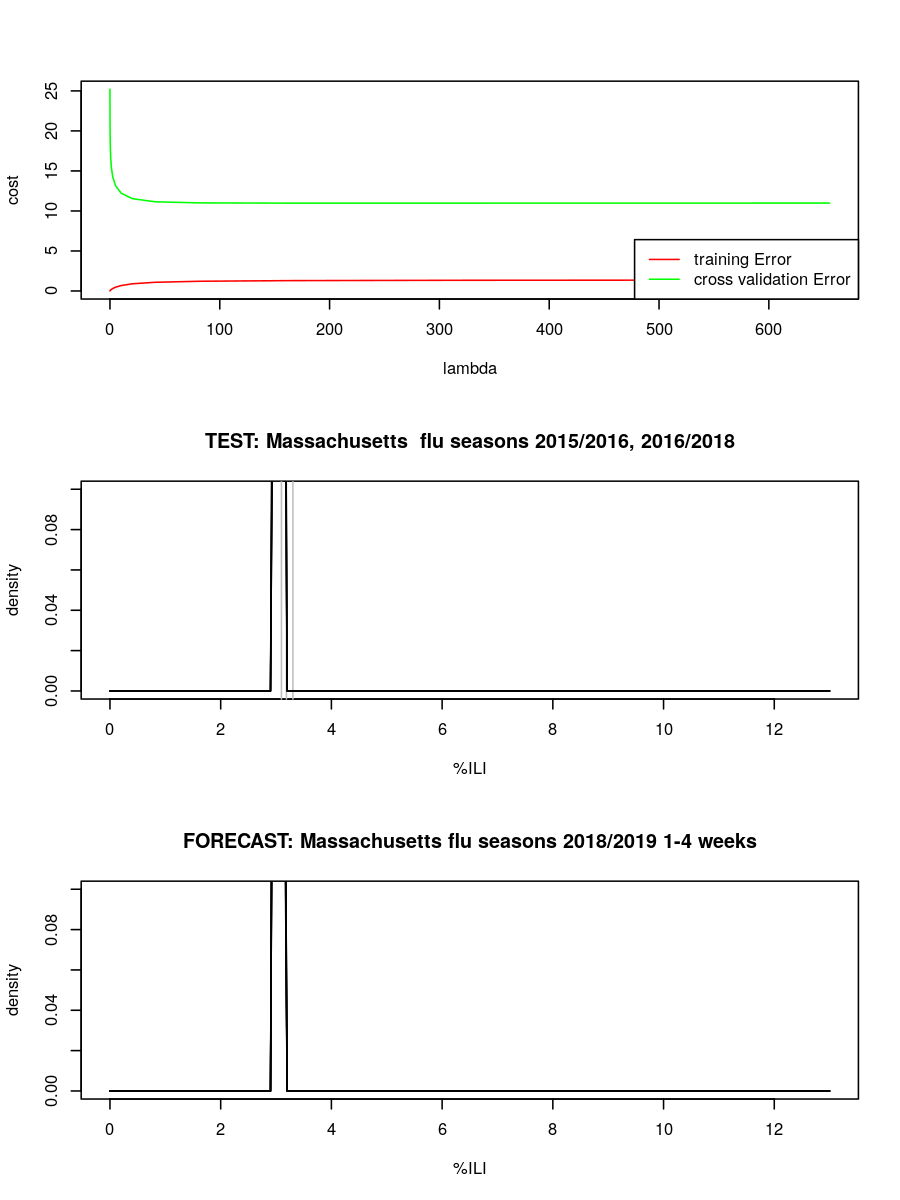 25
20
15
10
5
0
cost
training Error
cross validation Error
0 100 200 300 400 500 600
lambda
TEST: Massachusetts  flu seasons 2015/2016, 2016/2018
0.08
0.04
0.00
density
0 2 4 6 8 10 12
%ILI
FORECAST: Massachusetts flu seasons 2018/2019 1-4 weeks
0.08
0.04
0.00
density
0 2 4 6 8 10 12
%ILI